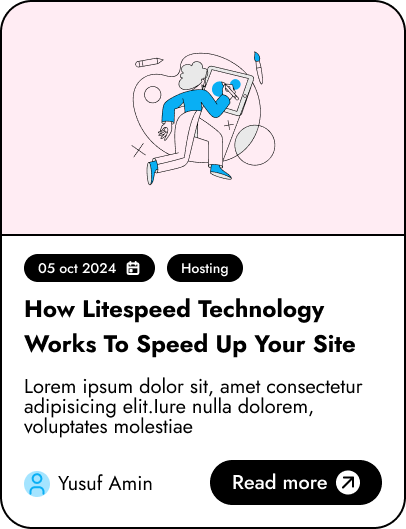 05 oct 2024
Hosting
How Litespeed Technology
Works To Speed Up Your Site
Lorem ipsum dolor sit, amet consectetur
adipisicing elit.Iure nulla dolorem,
voluptates molestiae
Yusuf Amin
Read more